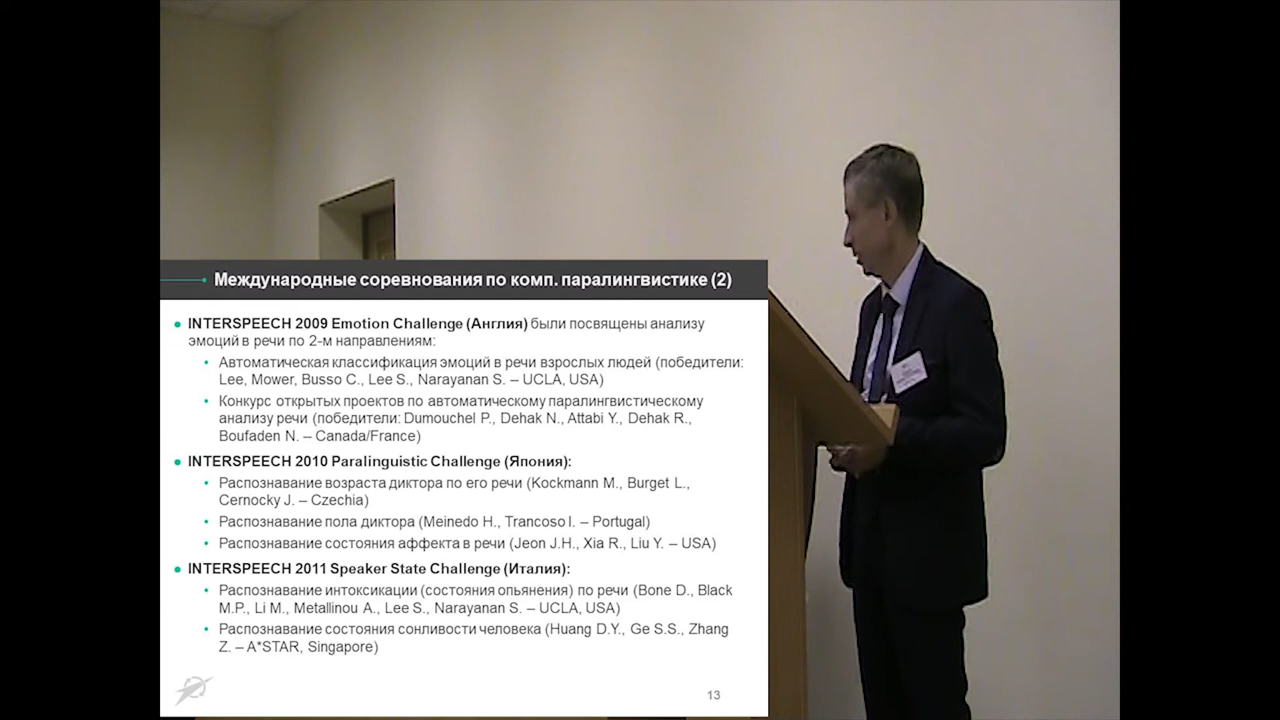 Международные соревнования по комп. паралингвистике (2)
INTERSPEECH 2009 Emotion Challenge (Англия) были посвящены анализу
эмоций в речи по 2-м направлениям:
Автоматическая классификация эмоций в речи взрослых людей (победители:
Lee, Mower, Busso C., Lee S., Narayanan S. – UCLA, USA)
Конкурс открытых проектов по автоматическому паралингвистическому
анализу речи (победители: Dumouchel P., Dehak N., Attabi Y., Dehak R.,
Boufaden N. – Canada/France)
INTERSPEECH 2010 Paralinguistic Challenge (Япония):
Распознавание возраста диктора по его речи (Kockmann M., Burget L.,
Cernocky J. – Czechia)
Распознавание пола диктора (Meinedo H., Trancoso I. – Portugal)
Распознавание состояния аффекта в речи (Jeon J.H., Xia R., Liu Y. – USA)
INTERSPEECH 2011 Speaker State Challenge (Италия):
Распознавание интоксикации (состояния опьянения) по речи (Bone D., Black
M.P., Li M., Metallinou A., Lee S., Narayanan S. – UCLA, USA)
Распознавание состояния сонливости человека (Huang D.Y., Ge S.S., Zhang
Z. – A*STAR, Singapore)
13